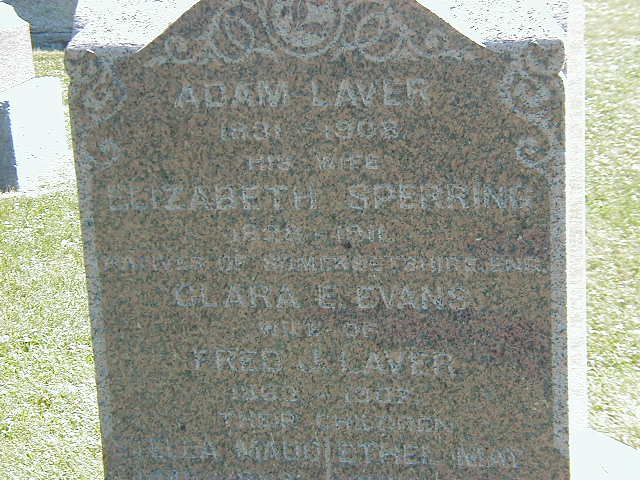 ADAM LAVER
1831 - 1908
HIS WIFE
ELIZABETH SPERRING
NATIVES OF SOMERSETSHIRE, ENG.
CLARA E. EVANS
WIFE OF
FRED J. LAVER
THEIR CHILDREN
ETHEL MAY